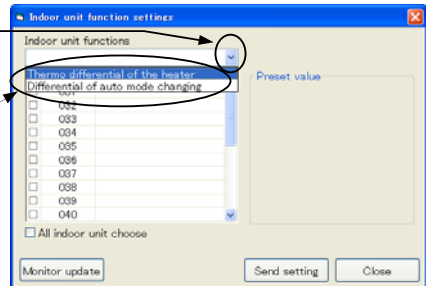 Indoor unit function settings
Indoor unit functions
Thermo differential of the heater
Differential of auto mode changing
Preset value
032
033
034
035
036
037
038
039
040
All indoor unit choose
Monitor update
Send setting
Close